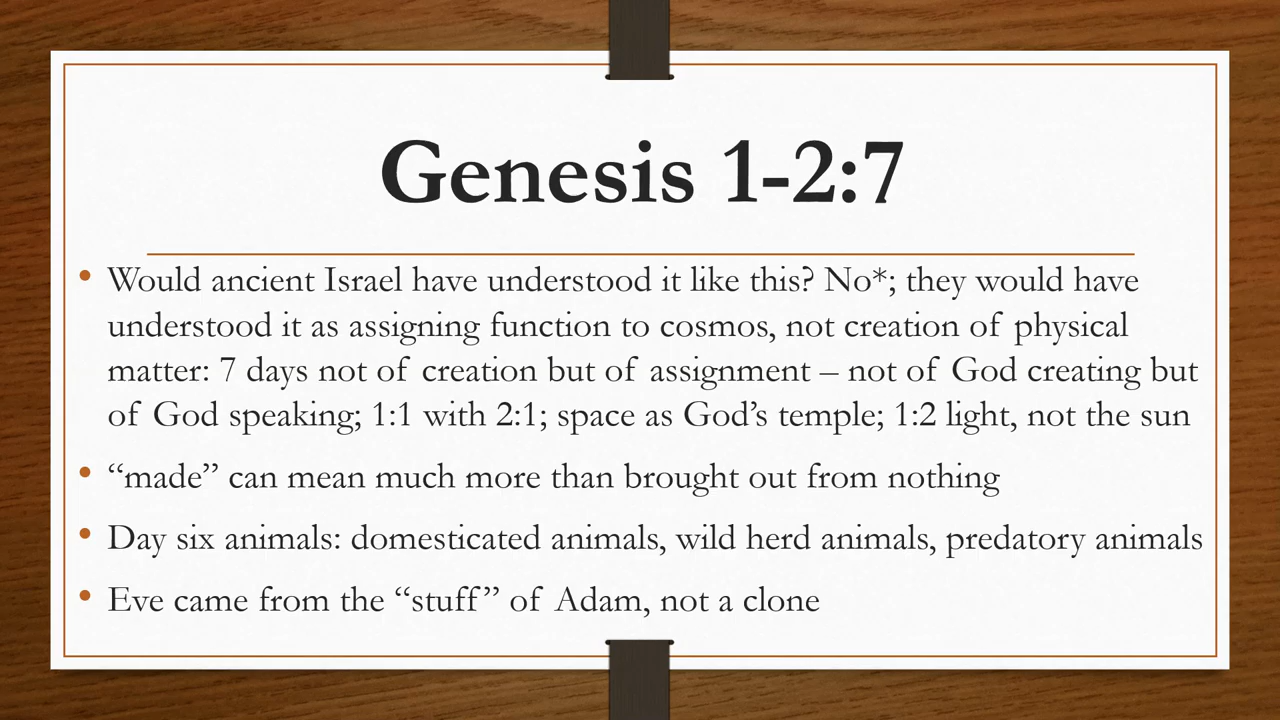 Genesis 1-2:7
• Would ancient Israel have understood it like this? No*; they would have
understood it as assigning function to cosmos, not creation of physical
matter: 7 days not of creation but of assignment – not of God creating but
of God speaking; 1:1 with 2:1; space as God’s temple; 1:2 light, not the sun
• “made” can mean much more than brought out from nothing
• Day six animals: domesticated animals, wild herd animals, predatory animals
• Eve came from the “stuff” of Adam, not a clone